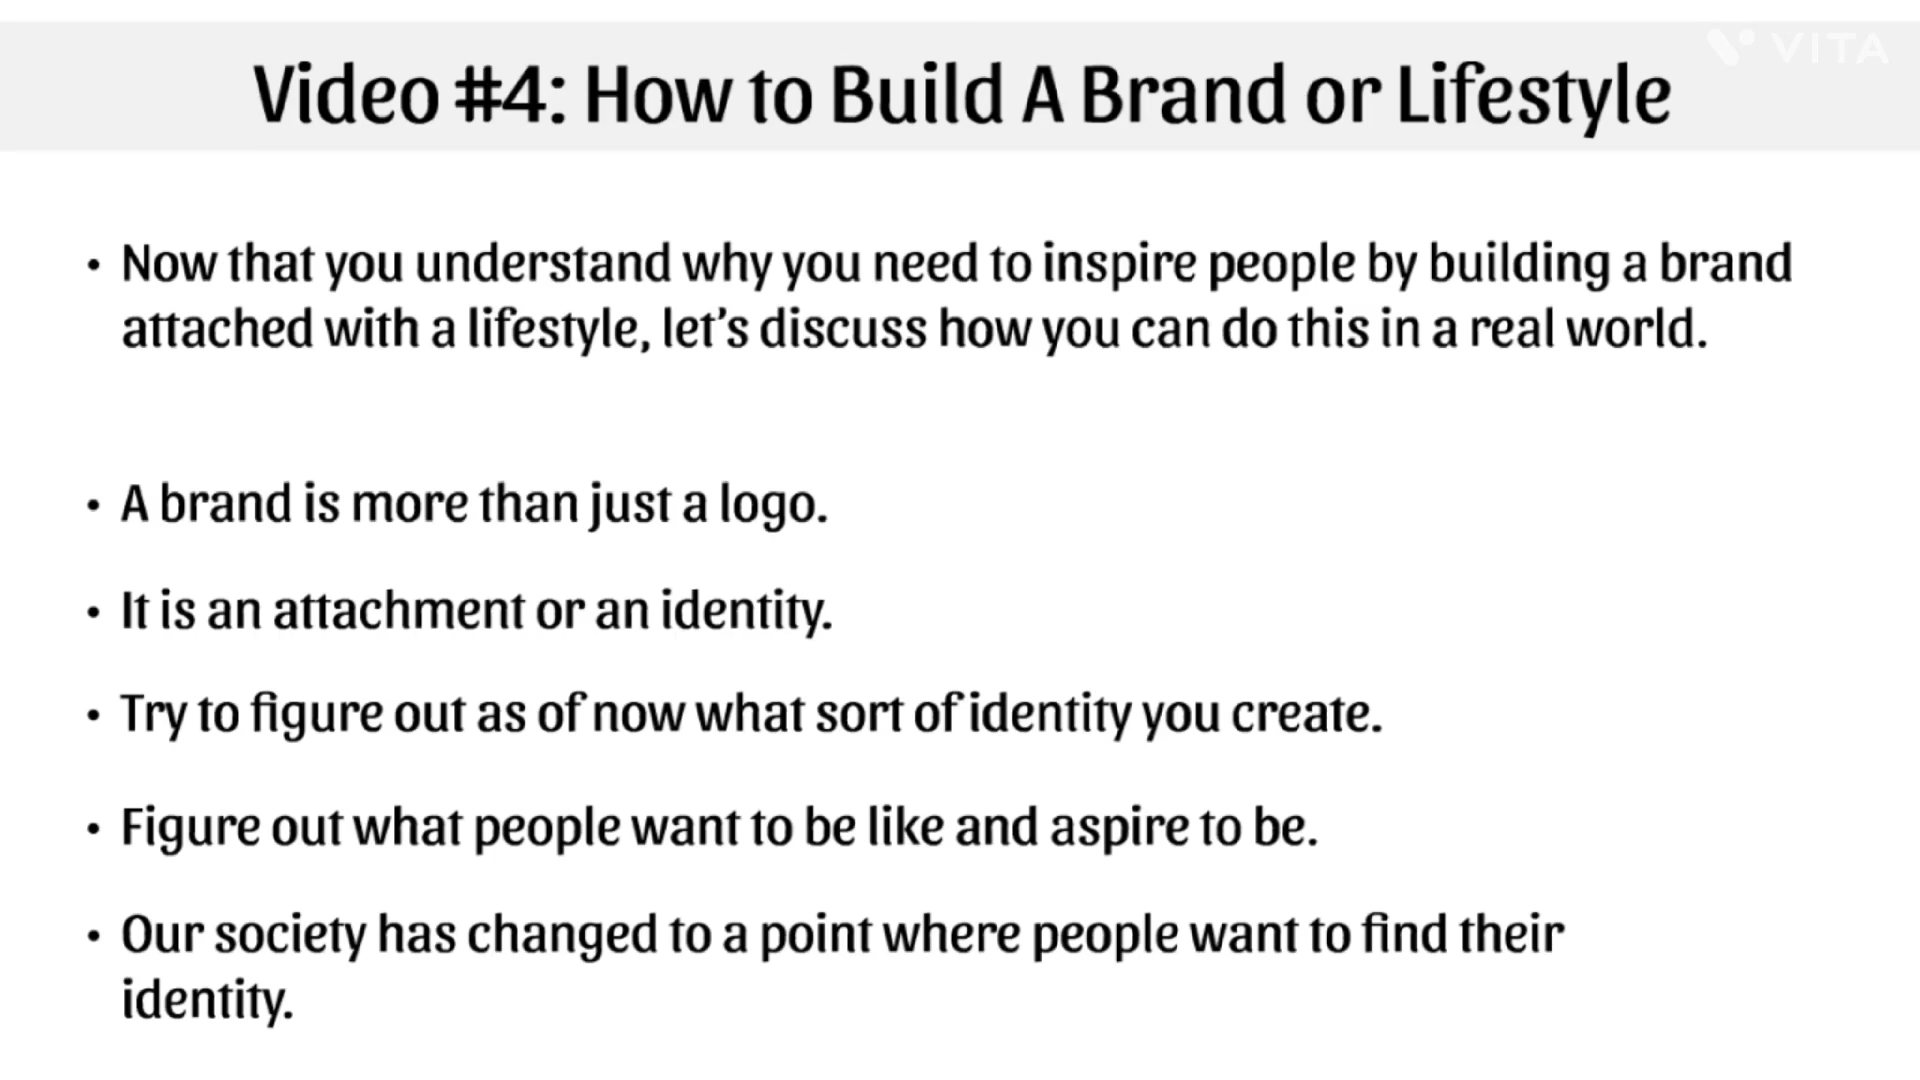 VITA
Video #4: How to Build A Brand or Lifestyle
• Now that you understand why you need to inspire people by building a brand
attached with a lifestyle, let’s discuss how you can do this in a real world.
• A brand is more than just a logo.
• It is an attachment or an identity.
• Try to figure out as of now what sort of identity you create.
• Figure out what people want to be like and aspire to be.
• Our society has changed to a point where people want to find their
identity.